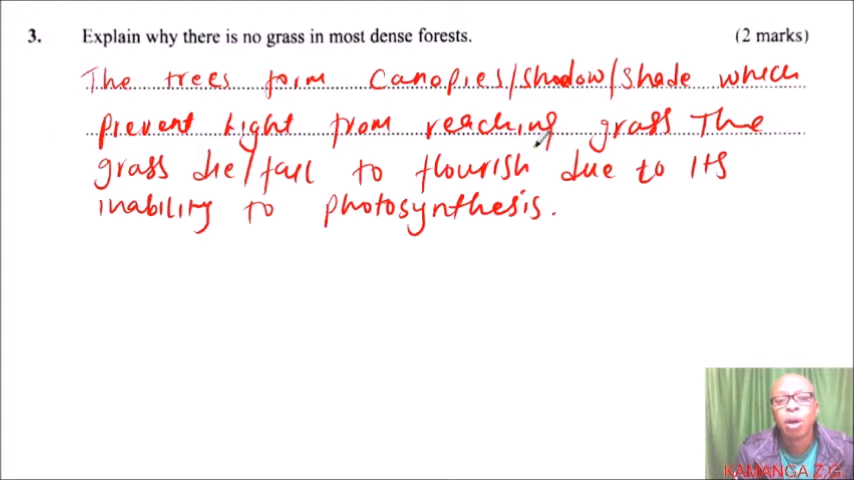 3. Explain why there is no grass in most dense forests. (2 marks)
The trees form Canopies/shadow/shade which
prevent light from reaching grass The
grass die/fail to flourish due to its
inability to photosynthesis.
KAMANGA Z.G.